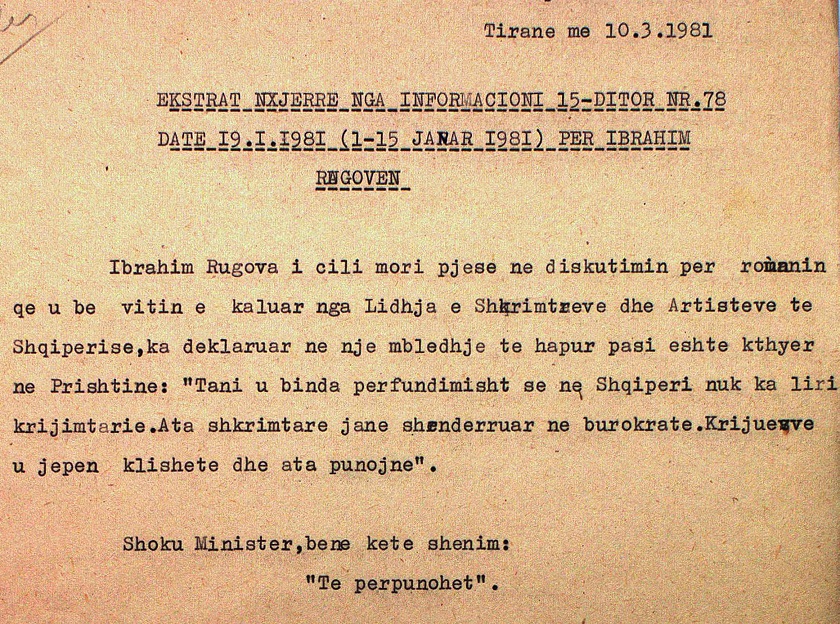 Tirane me 10.3.1981
EKSTRAT NXJERRE NGA INFORMACIONI 15-DITOR NR.78
DATE I9.I.I98I (1-15 JANAR I98I) PER IBRAHIM
RUGOVEN
Ibrahim Rugova i cili mori pjese ne diskutimin per romanin
qe u be vitin e kaluar nga Lidhja e Shkrimtreve dhe Artisteve te
Shqiperise,ka deklaruar ne nje mbledhje te hapur pasi eshte kthyer
ne Prishtine: "Tani u binda perfundimisht se ne Shqiperi nuk ka liri
krijimtarie.Ata shkrimtare jane shnderruar ne burokrate.Krijuesve
u jepen klishete dhe ata punojne".
Shoku Minister,bene kete shenim:
"Te perpunohet".